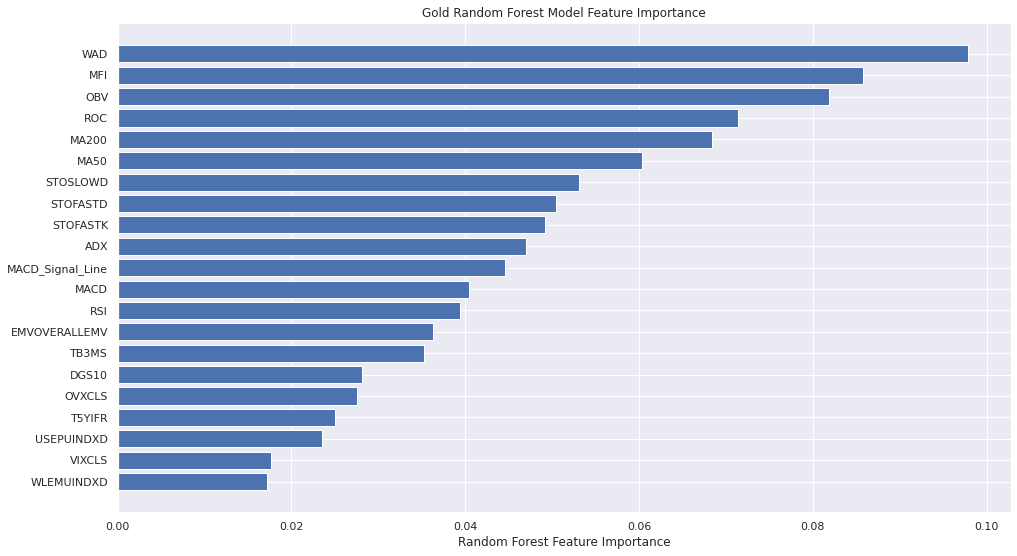 Gold Random Forest Model Feature Importance
WAD
MFI
OBV
ROC
MA200
MA50
STOSLOWD
STOFASTD
STOFASTK
ADX
MACD_Signal_Line
MACD
RSI
EMVOVERALLEMV
TB3MS
DGS10
OVXCLS
T5YIFR
USEPUINDXD
VIXCLS
WLEMUINDXD
0.00 0.02 0.04 0.06 0.08 0.10
Random Forest Feature Importance